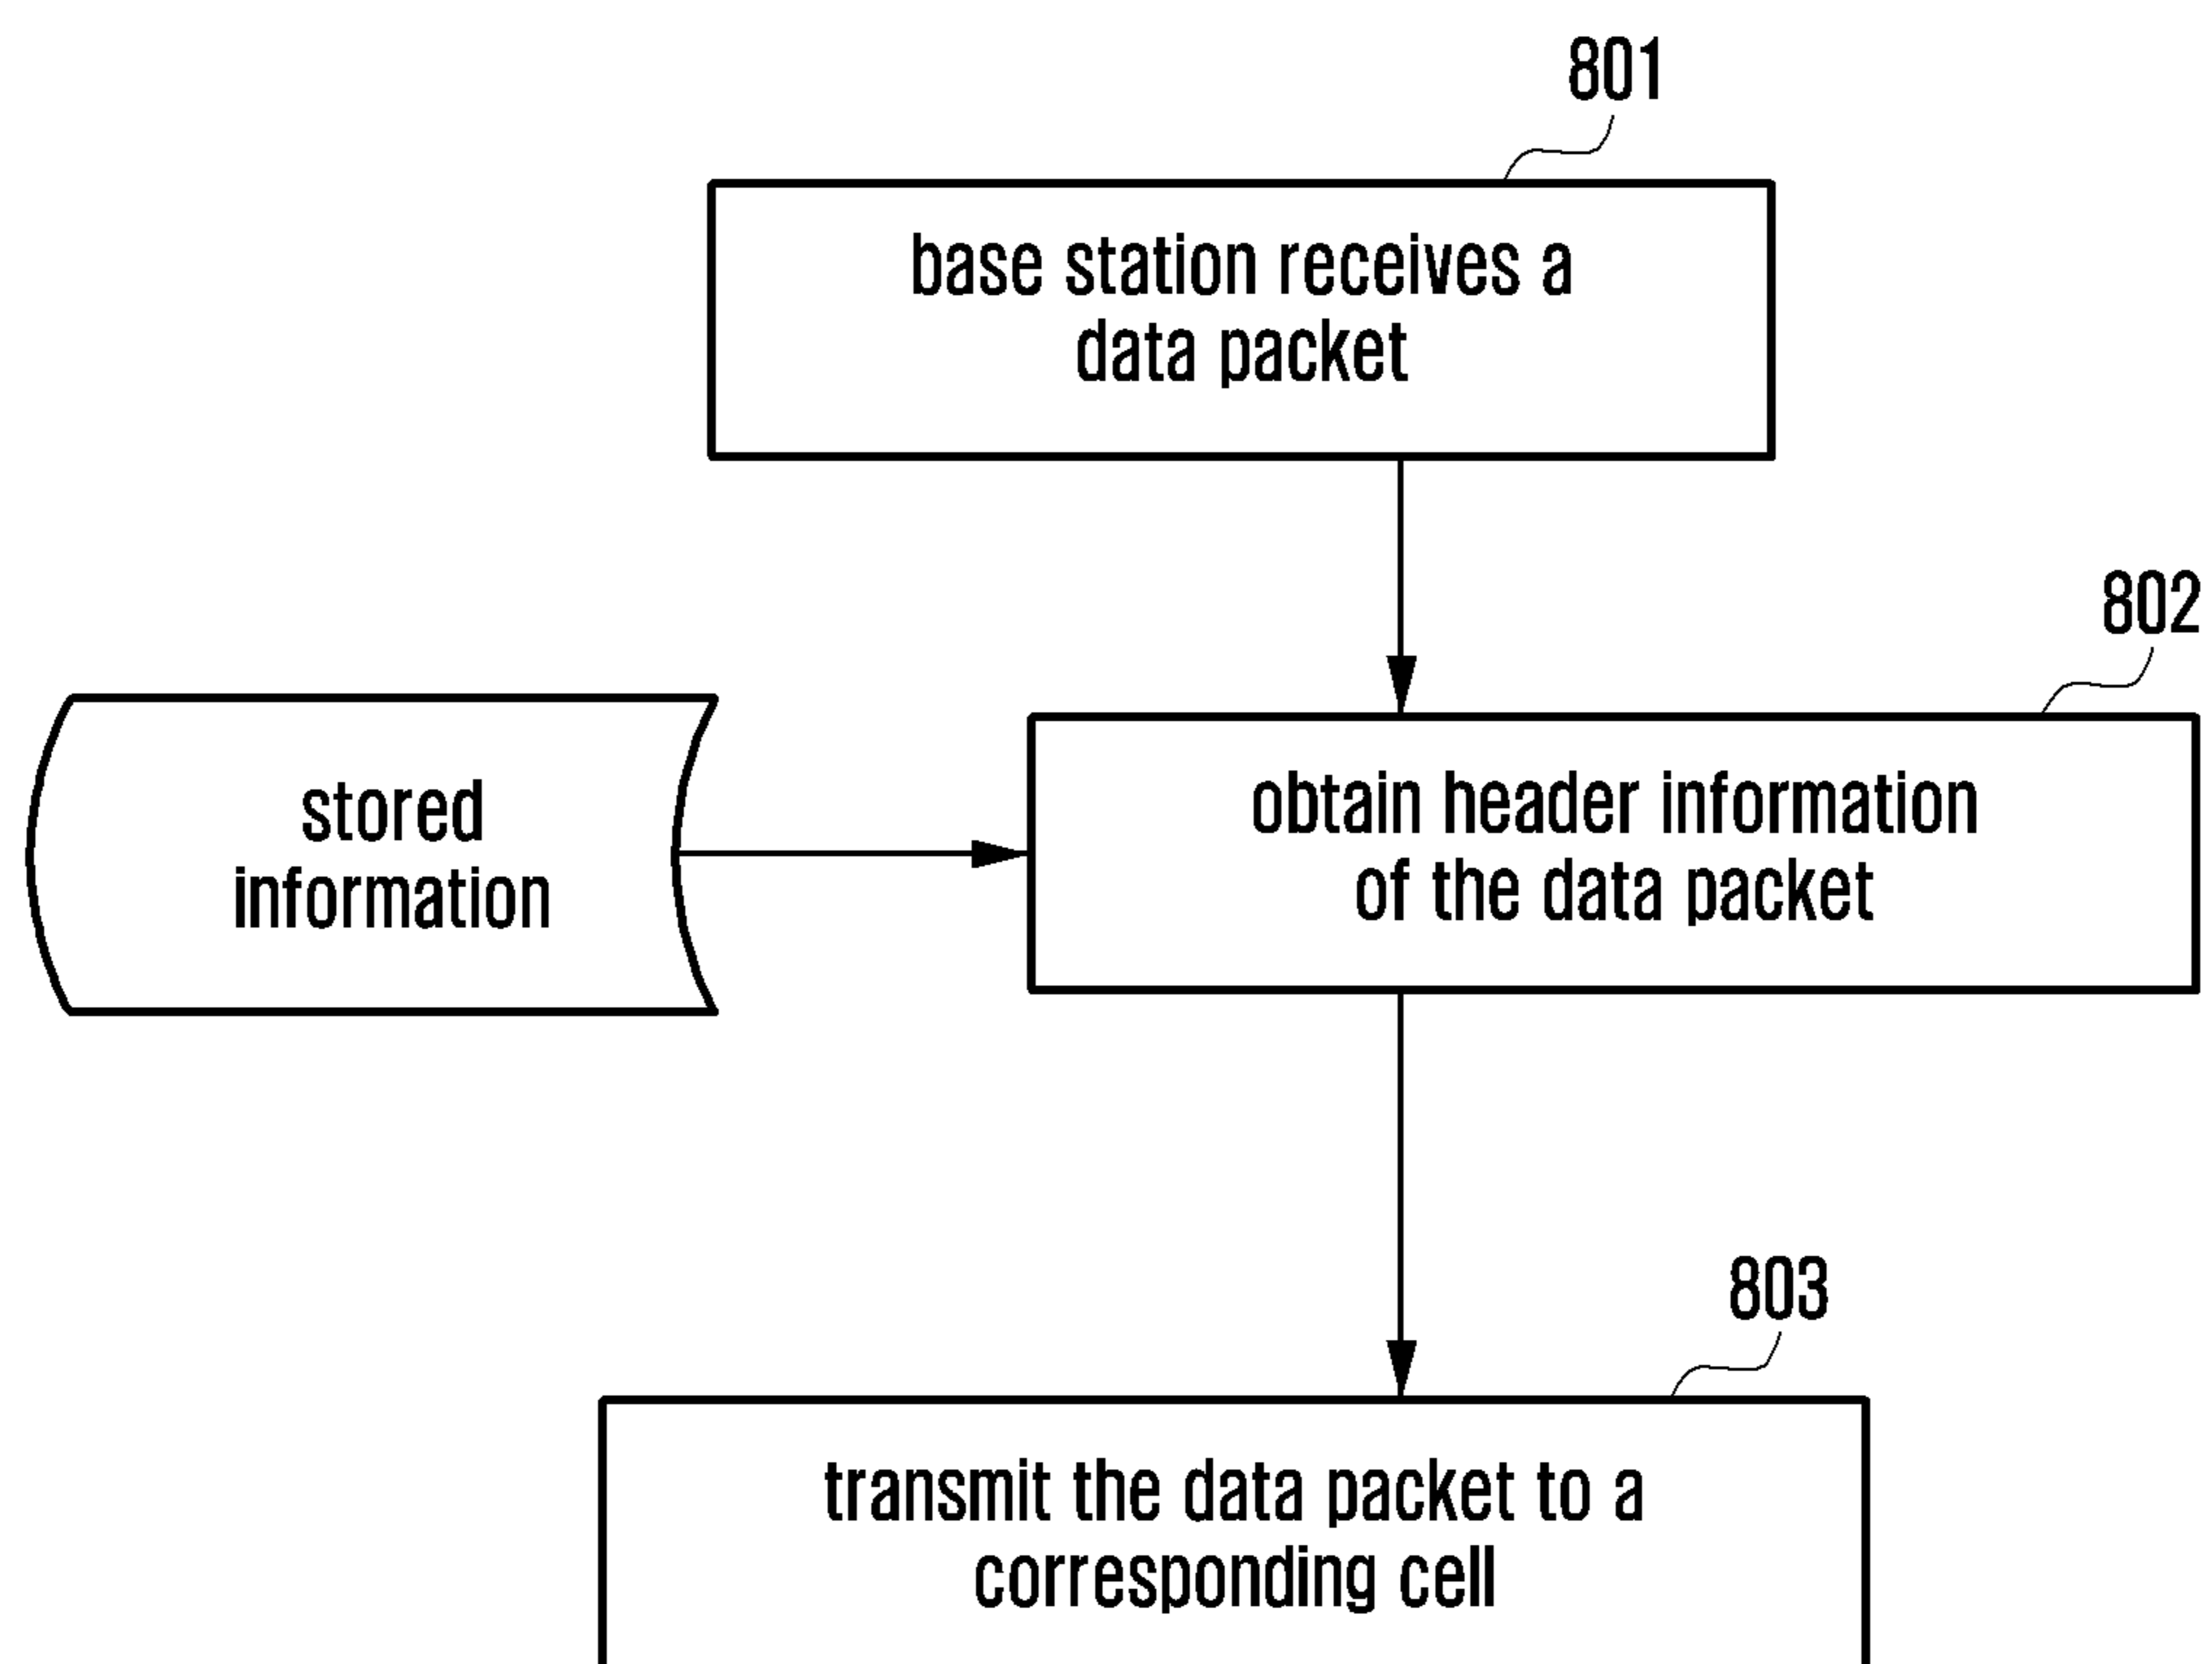 801
base station receives a
data packet
802
stored
information
obtain header information
of the data packet
803
transmit the data packet to a
corresponding cell